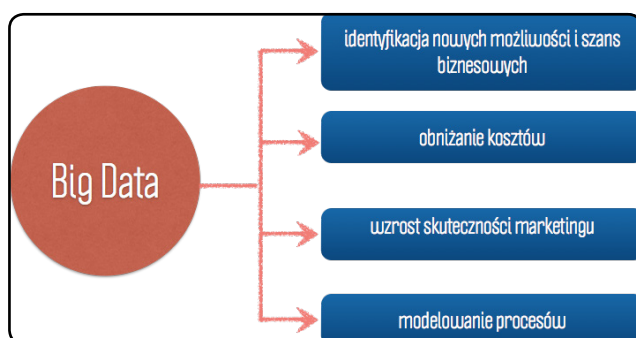 Big Data
identyfikacja nowych możliwości i szans
biznesowych
obniżanie kosztów
wzrost skuteczności marketingu
modelowanie procesów